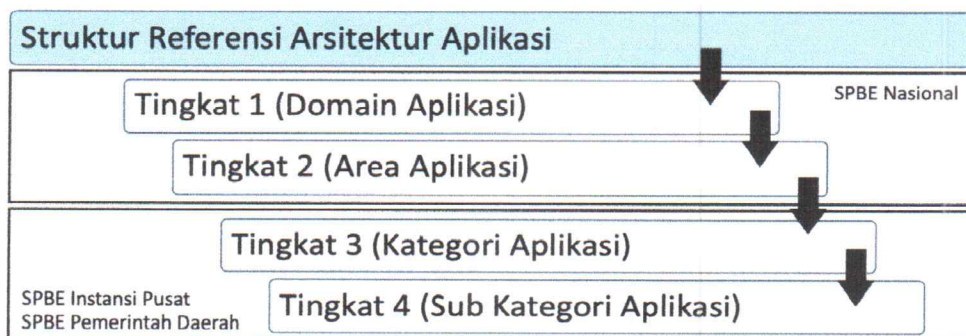 Struktur Referensi Arsitektur Aplikasi
Tingkat 1 (Domain Aplikasi)
SPBE Nasional
Tingkat 2 (Area Aplikasi)
Tingkat 3 (Kategori Aplikasi)
Tingkat 4 (Sub Kategori Aplikasi)
SPBE Instansi Pusat
SPBE Pemerintah Daerah